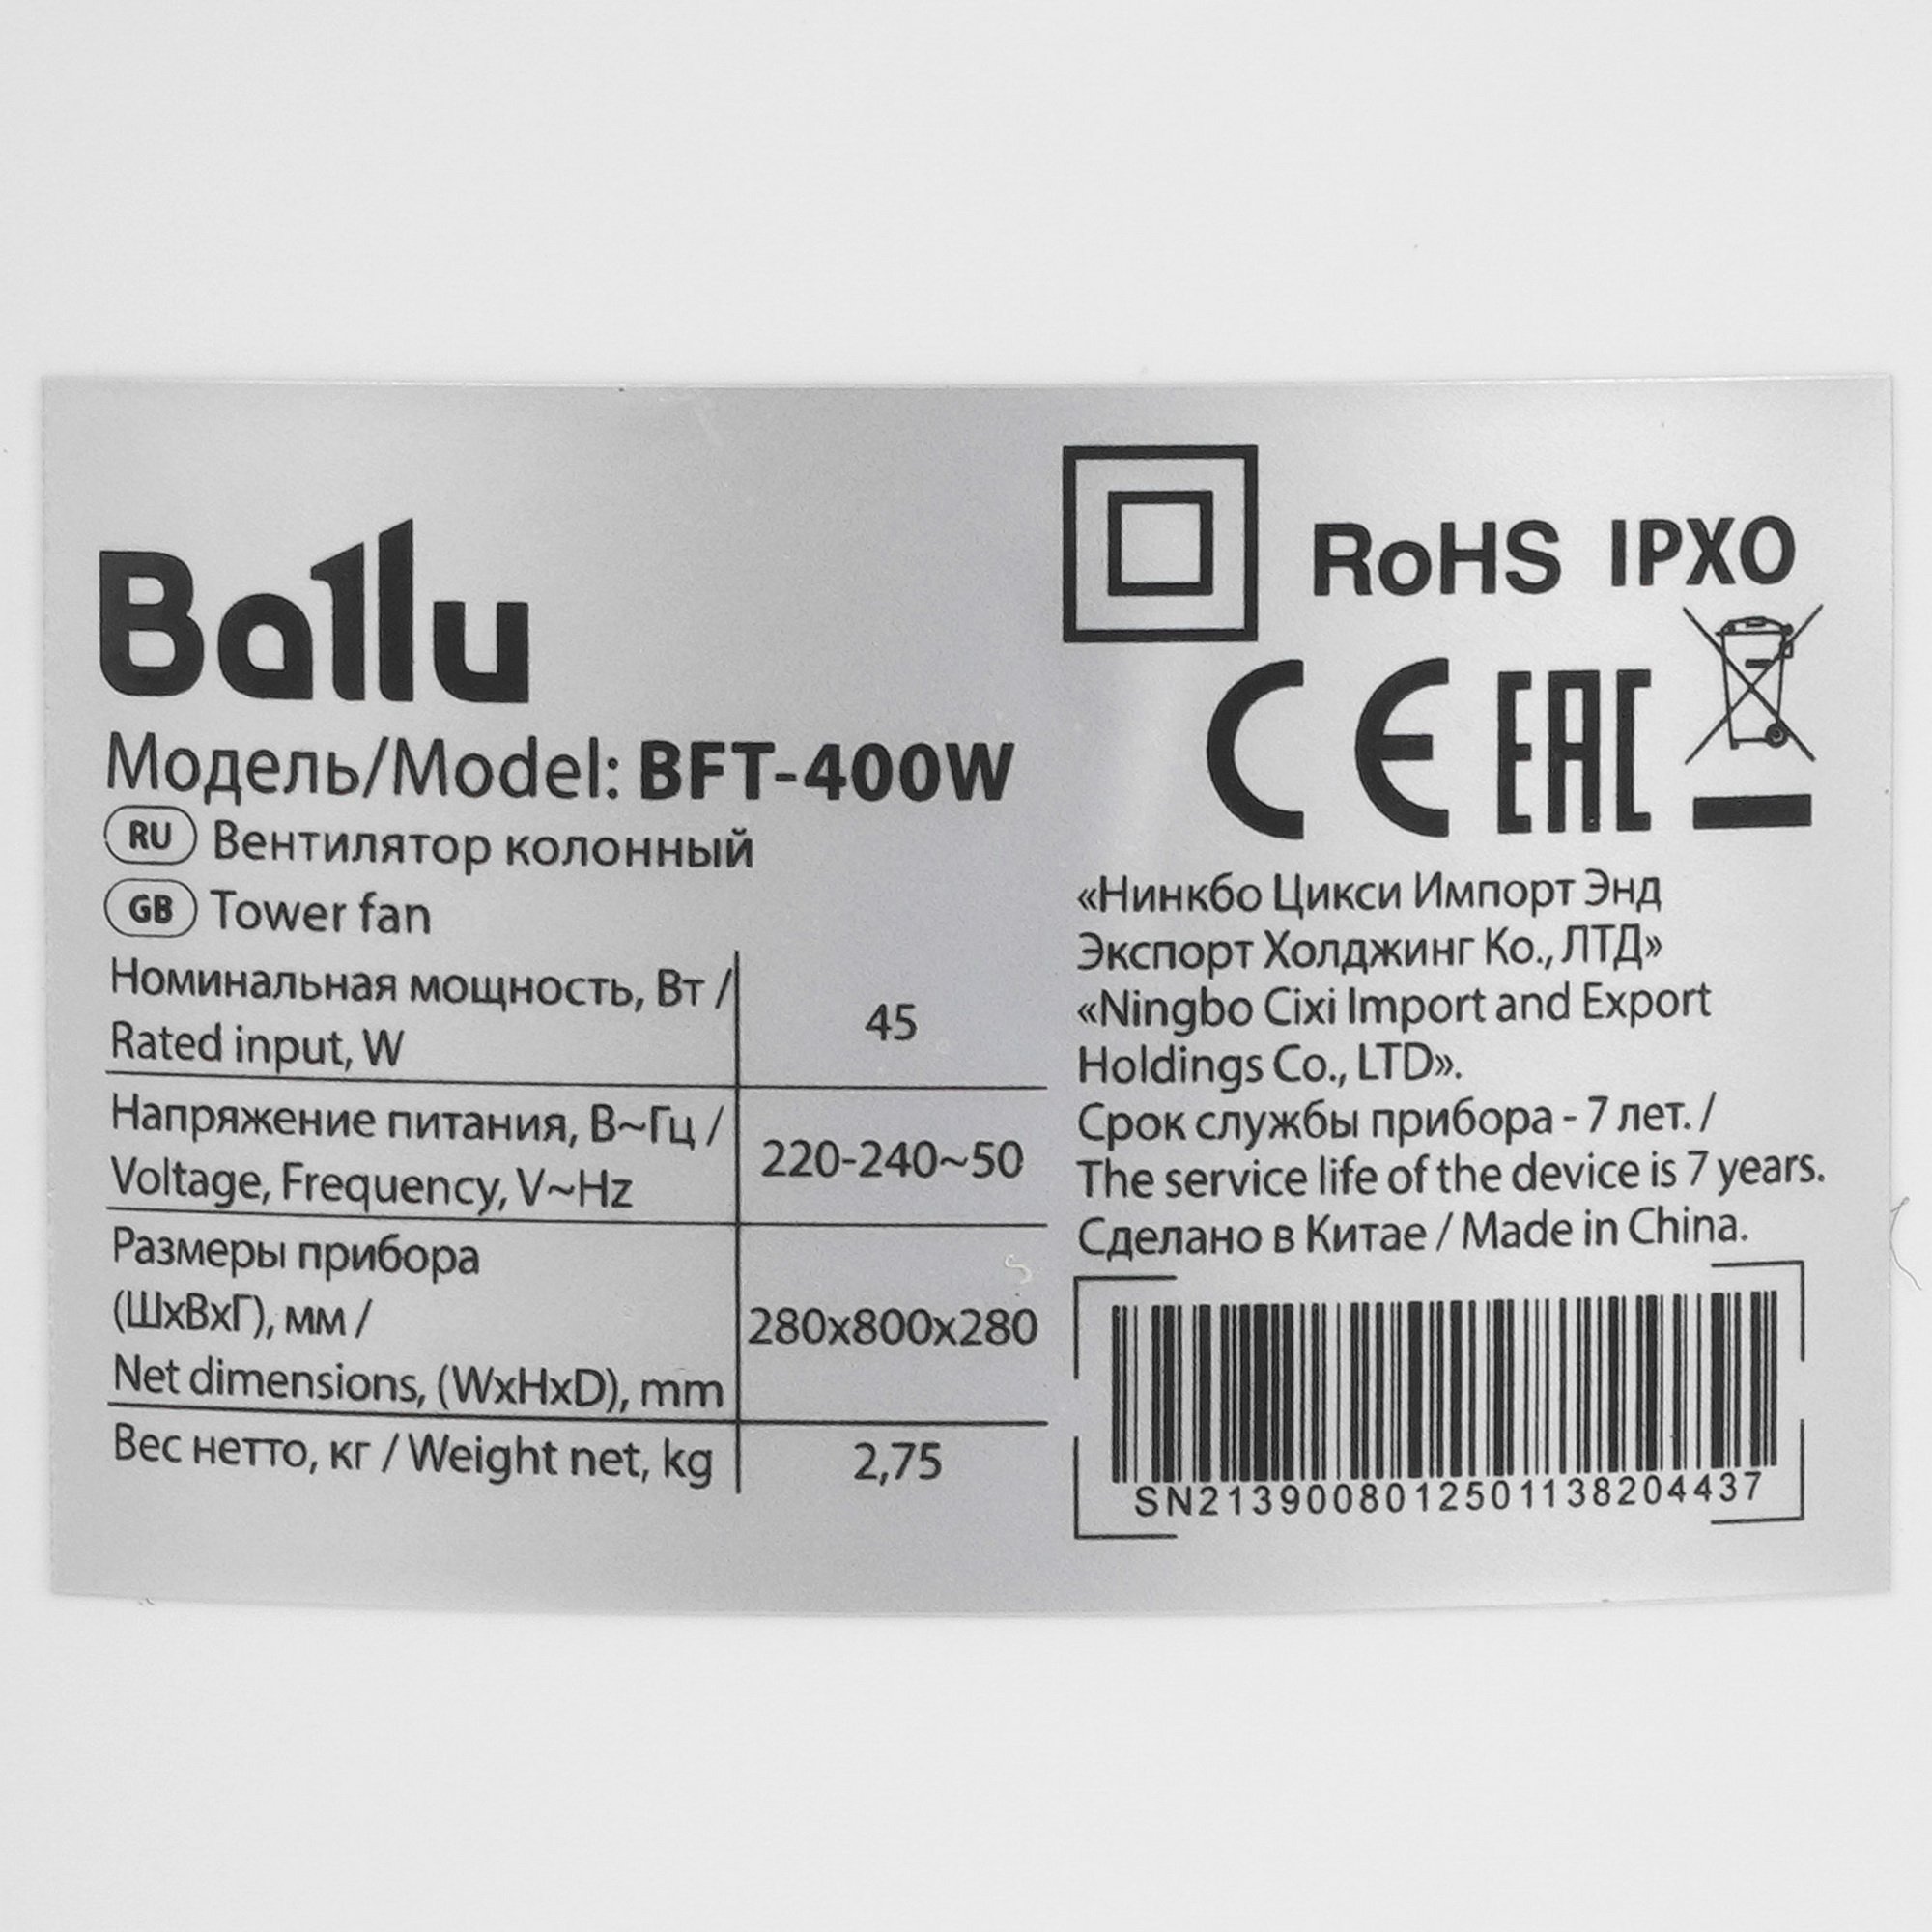 Ballu
Модель/Model: BFT-400W
RU Вентилятор колонный
GB Tower fan
Номинальная мощность, Вт /
Rated input, W
45
Напряжение питания, В~Гц /
Voltage, Frequency, V~Hz
220-240~50
Размеры прибора
(ШxВxГ), мм /
Net dimensions, (WxHxD), mm
280x800x280
Вес нетто, кг / Weight net, kg
2,75
RoHS IPXO
CE EAC
«Нинкбо Цикси Импорт Энд
Экспорт Холджинг Ко., ЛТД»
«Ningbo Cixi Import and Export
Holdings Co., LTD».
Срок службы прибора - 7 лет. /
The service life of the device is 7 years.
Сделано в Китае / Made in China.
SN2139008012501138204437